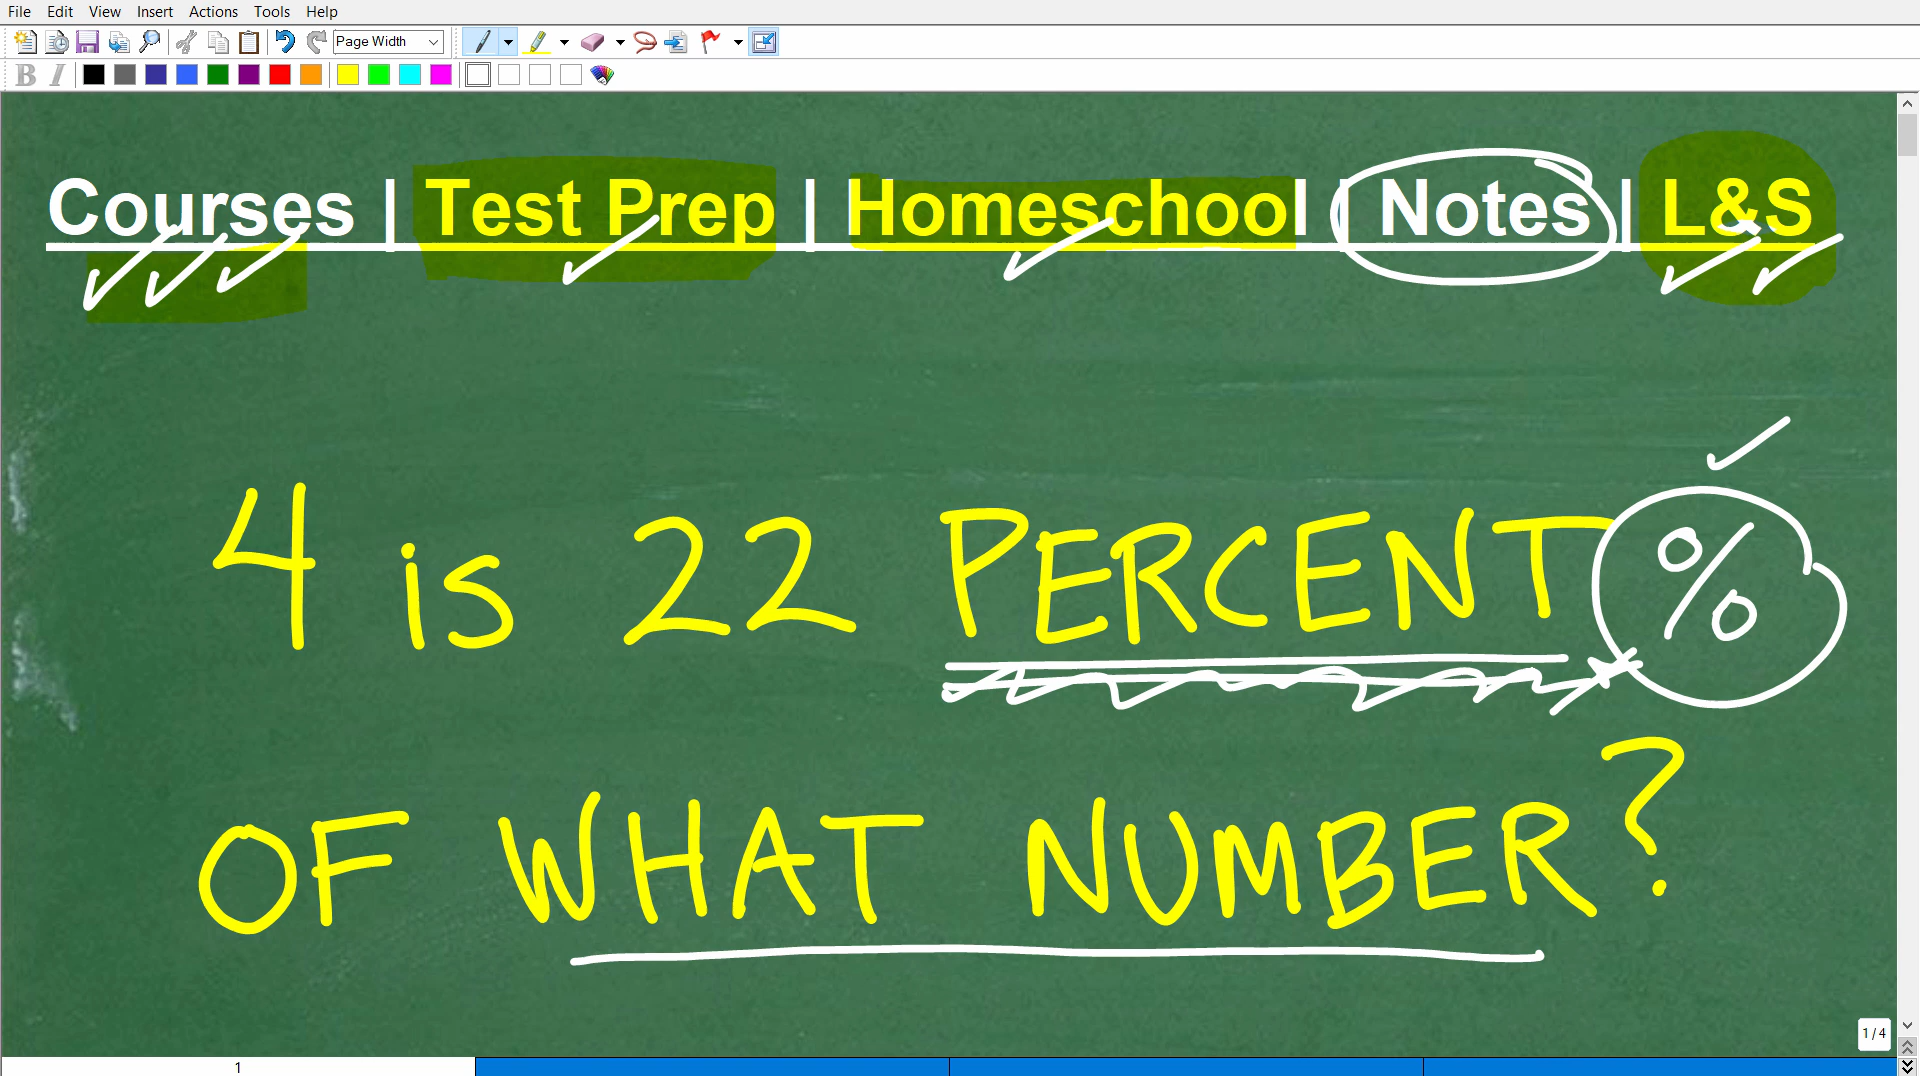 File Edit View Insert Actions Tools Help
Page Width
B I
Courses | Test Prep | Homeschool | Notes | L&S
4 is 22 PERCENT %
OF WHAT NUMBER?
1 / 4
1